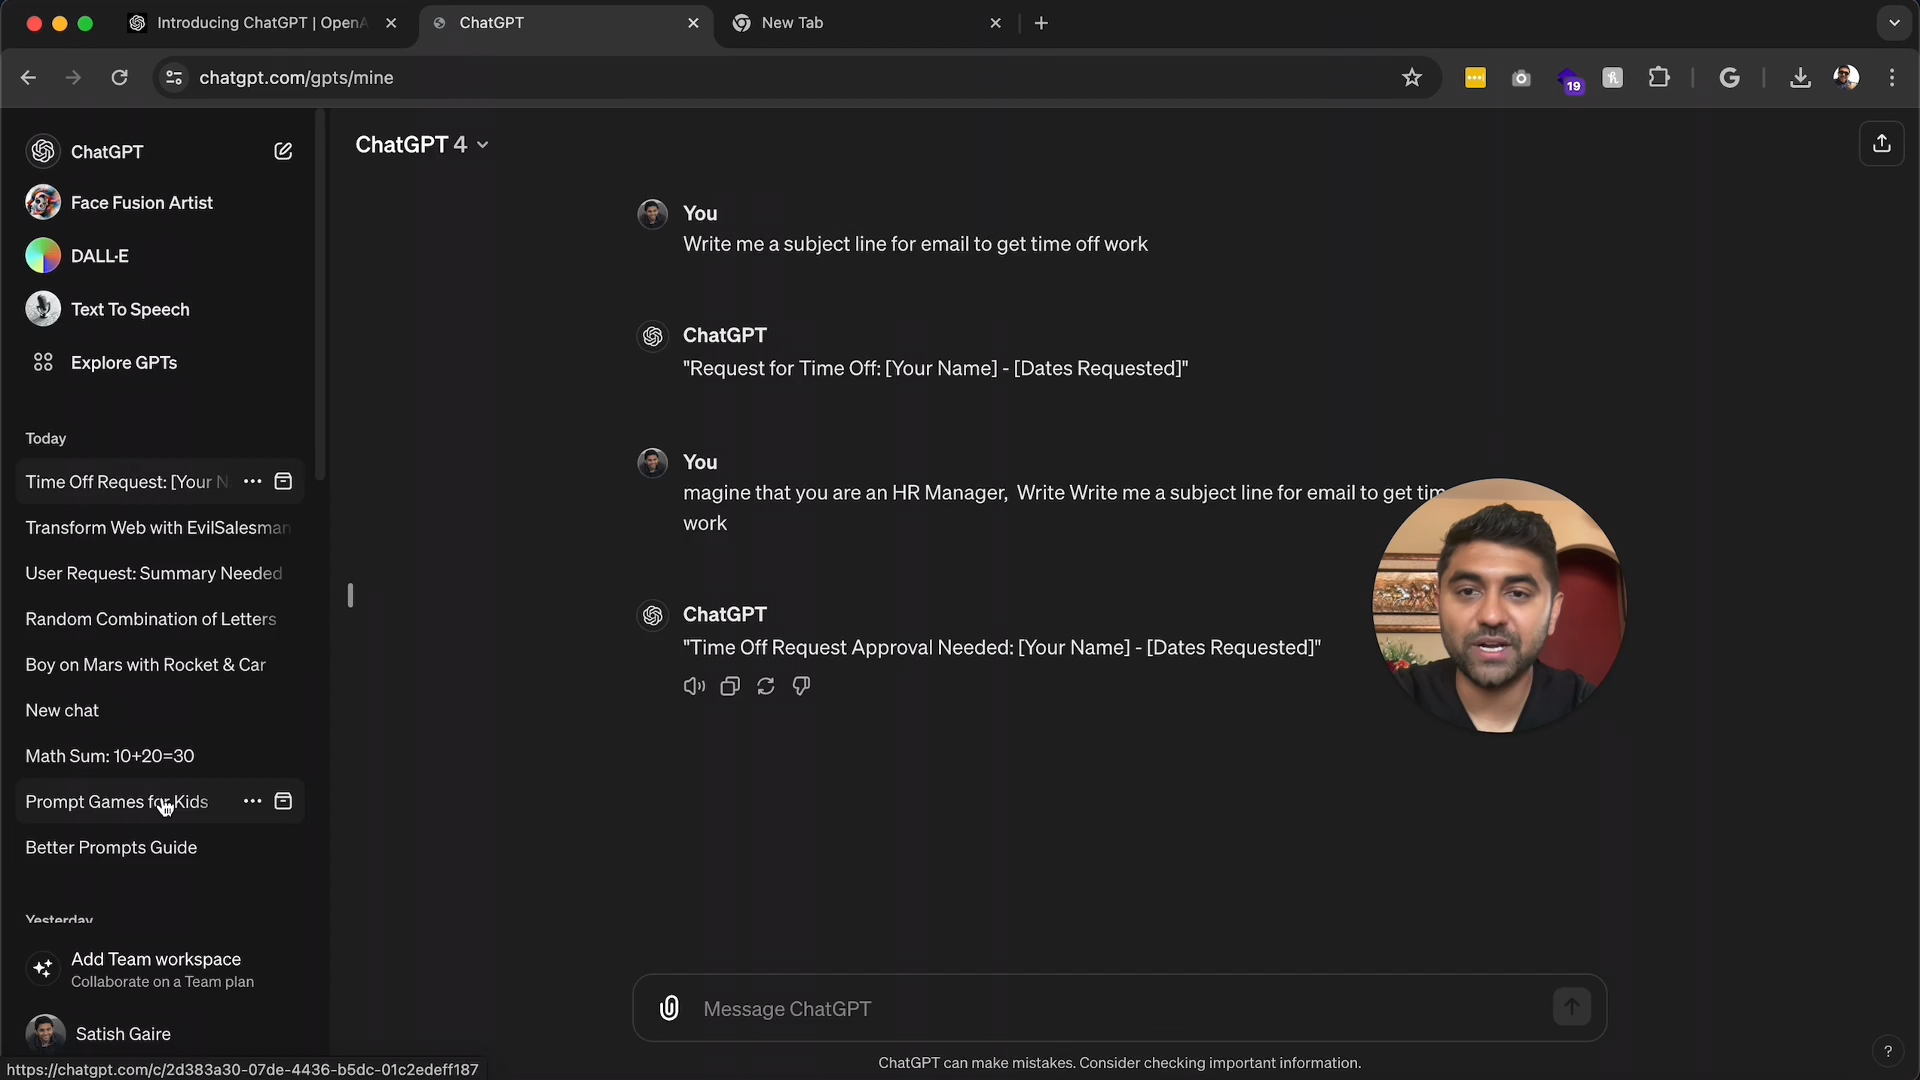 Introducing ChatGPT | OpenA
ChatGPT
New Tab
chatgpt.com/gpts/mine
19
ChatGPT
Face Fusion Artist
DALL·E
Text To Speech
Explore GPTs
Today
Time Off Request: [Your N
Transform Web with EvilSalesman
User Request: Summary Needed
Random Combination of Letters
Boy on Mars with Rocket & Car
New chat
Math Sum: 10+20=30
Prompt Games for Kids
Better Prompts Guide
Yesterday
Add Team workspace
Collaborate on a Team plan
Satish Gaire
https://chatgpt.com/c/2d383a30-07de-4436-b5dc-01c2edeff187
ChatGPT 4
You
Write me a subject line for email to get time off work
ChatGPT
"Request for Time Off: [Your Name] - [Dates Requested]"
You
magine that you are an HR Manager,  Write Write me a subject line for email to get tim
work
ChatGPT
"Time Off Request Approval Needed: [Your Name] - [Dates Requested]"
Message ChatGPT
ChatGPT can make mistakes. Consider checking important information.
?